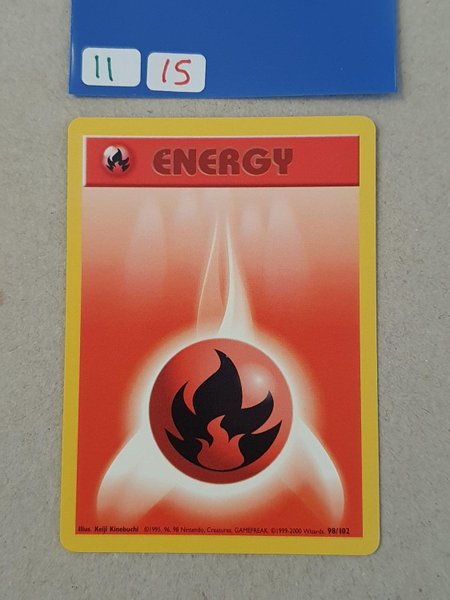 11 15
ENERGY
Illus. Keiji Kinebuchi ©1995, 96, 98 Nintendo, Creatures, GAMEFREAK. ©1999-2000 Wizards. 98/102